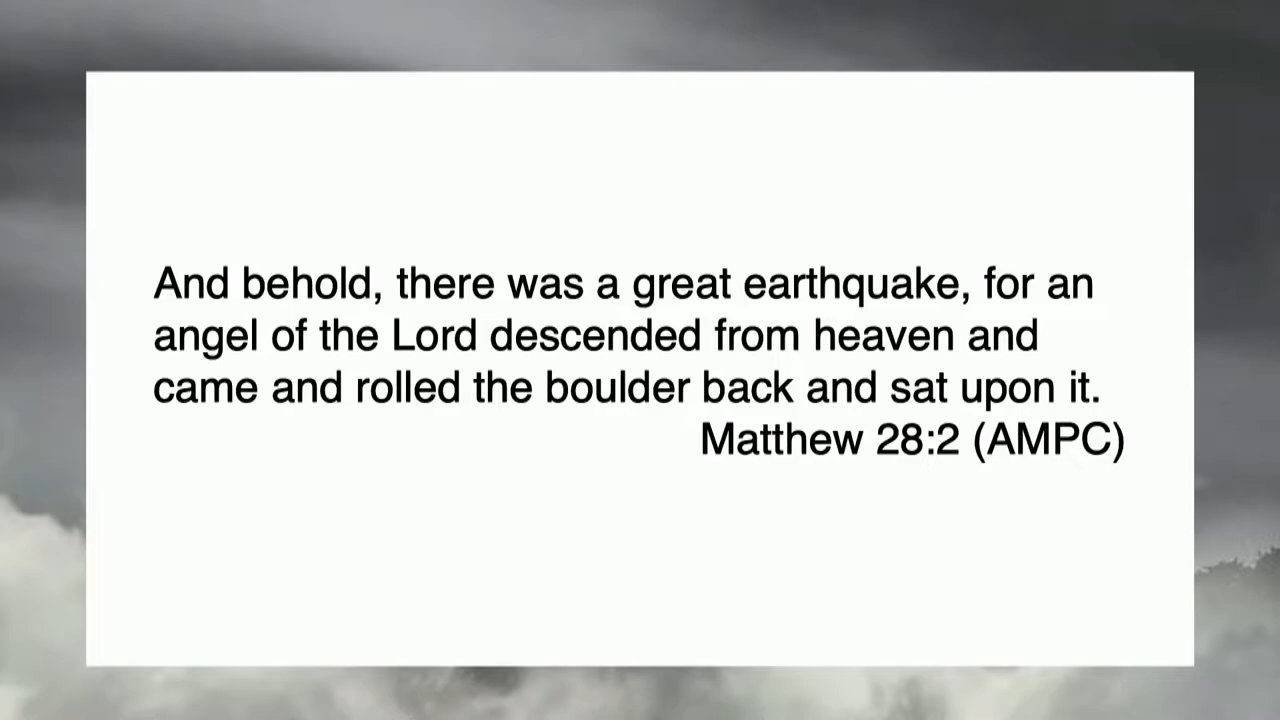 And behold, there was a great earthquake, for an
angel of the Lord descended from heaven and
came and rolled the boulder back and sat upon it.
Matthew 28:2 (AMPC)